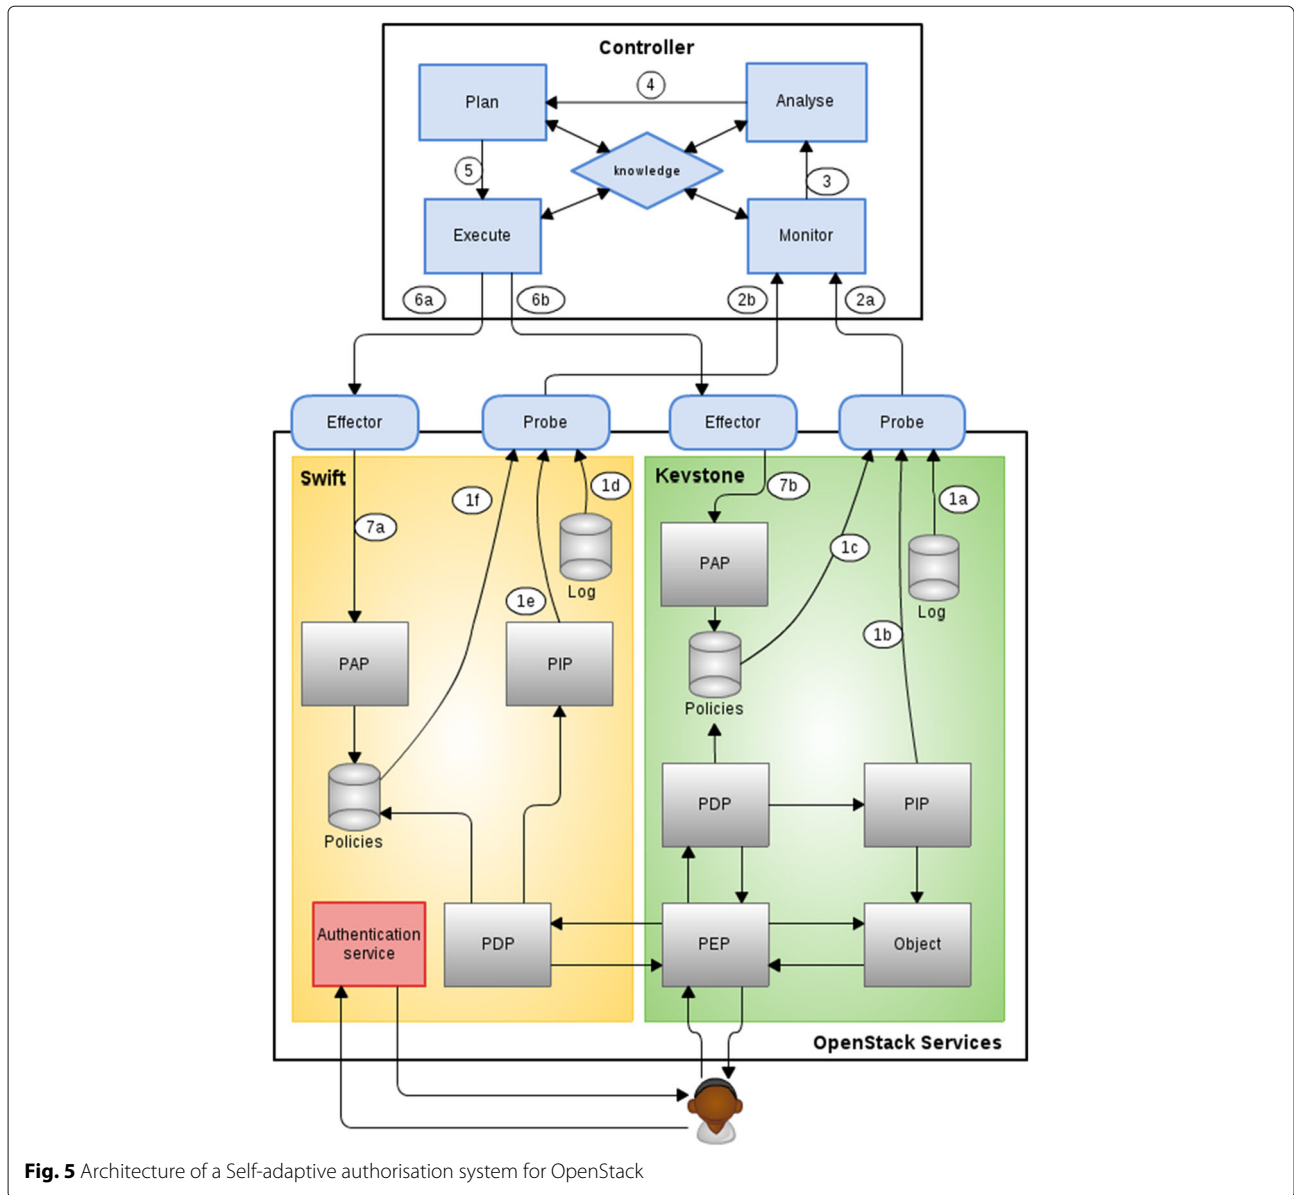 Controller
4
Plan
Analyse
knowledge
5
3
Execute
Monitor
6a
6b
2b
2a
Effector
Probe
Effector
Probe
Swift
1f
1d
7a
Log
1e
PAP
PIP
Policies
Authentication
service
PDP
Kevstone
7b
1a
1c
PAP
Log
1b
Policies
PDP
PIP
PEP
Object
OpenStack Services
Fig. 5 Architecture of a Self-adaptive authorisation system for OpenStack